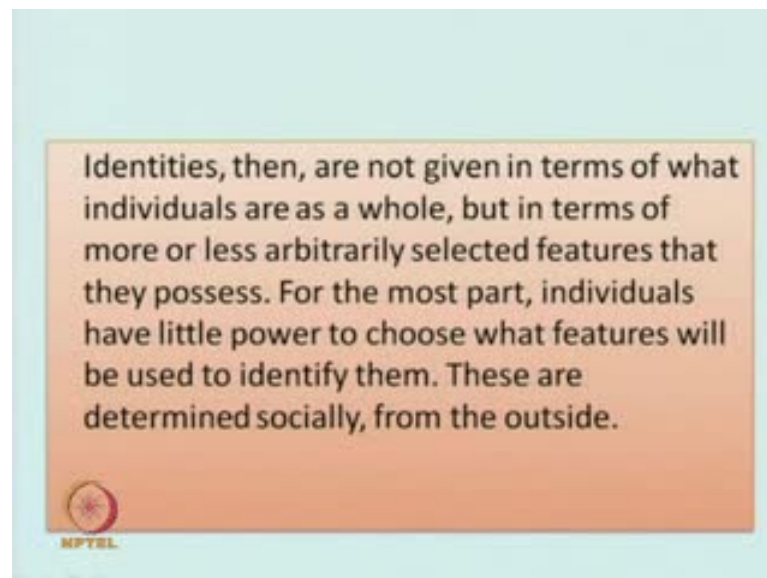 Identities, then, are not given in terms of what
individuals are as a whole, but in terms of
more or less arbitrarily selected features that
they possess. For the most part, individuals
have little power to choose what features will
be used to identify them. These are
determined socially, from the outside.
NPTEL